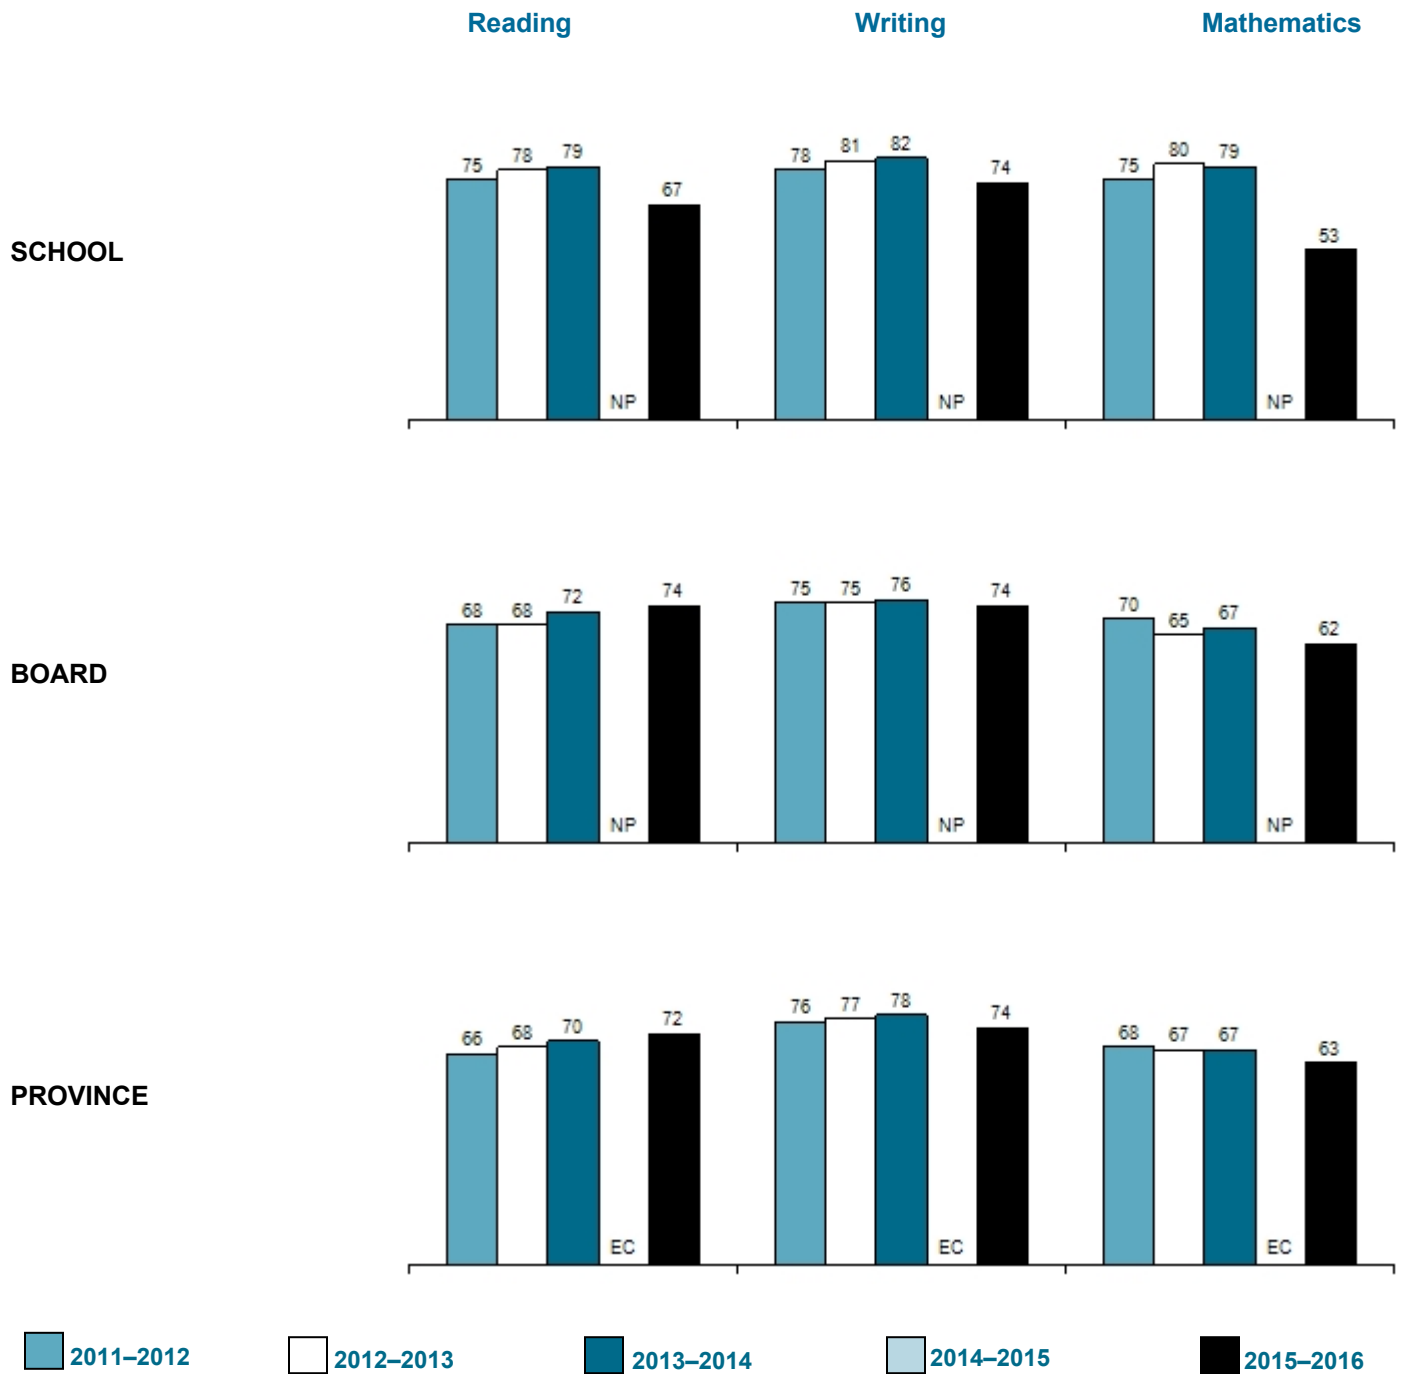 Reading Writing Mathematics
SCHOOL
75 78 79 NP 67
78 81 82 NP 74
75 80 79 NP 53
BOARD
68 68 72 NP 74
75 75 76 NP 74
70 65 67 NP 62
PROVINCE
66 68 70 EC 72
76 77 78 EC 74
68 67 67 EC 63
2011–2012 2012–2013 2013–2014 2014–2015 2015–2016